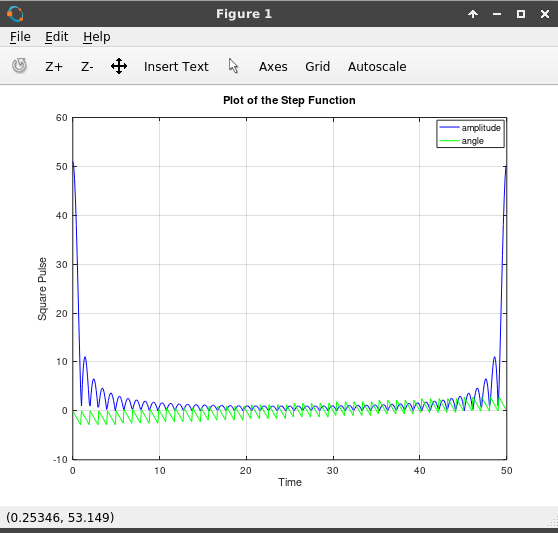 Figure 1
File Edit Help
Z+ Z- Insert Text Axes Grid Autoscale
Plot of the Step Function
60
50
40
30
20
10
0
-10
Square Pulse
amplitude
angle
0 10 20 30 40 50
Time
(0.25346, 53.149)